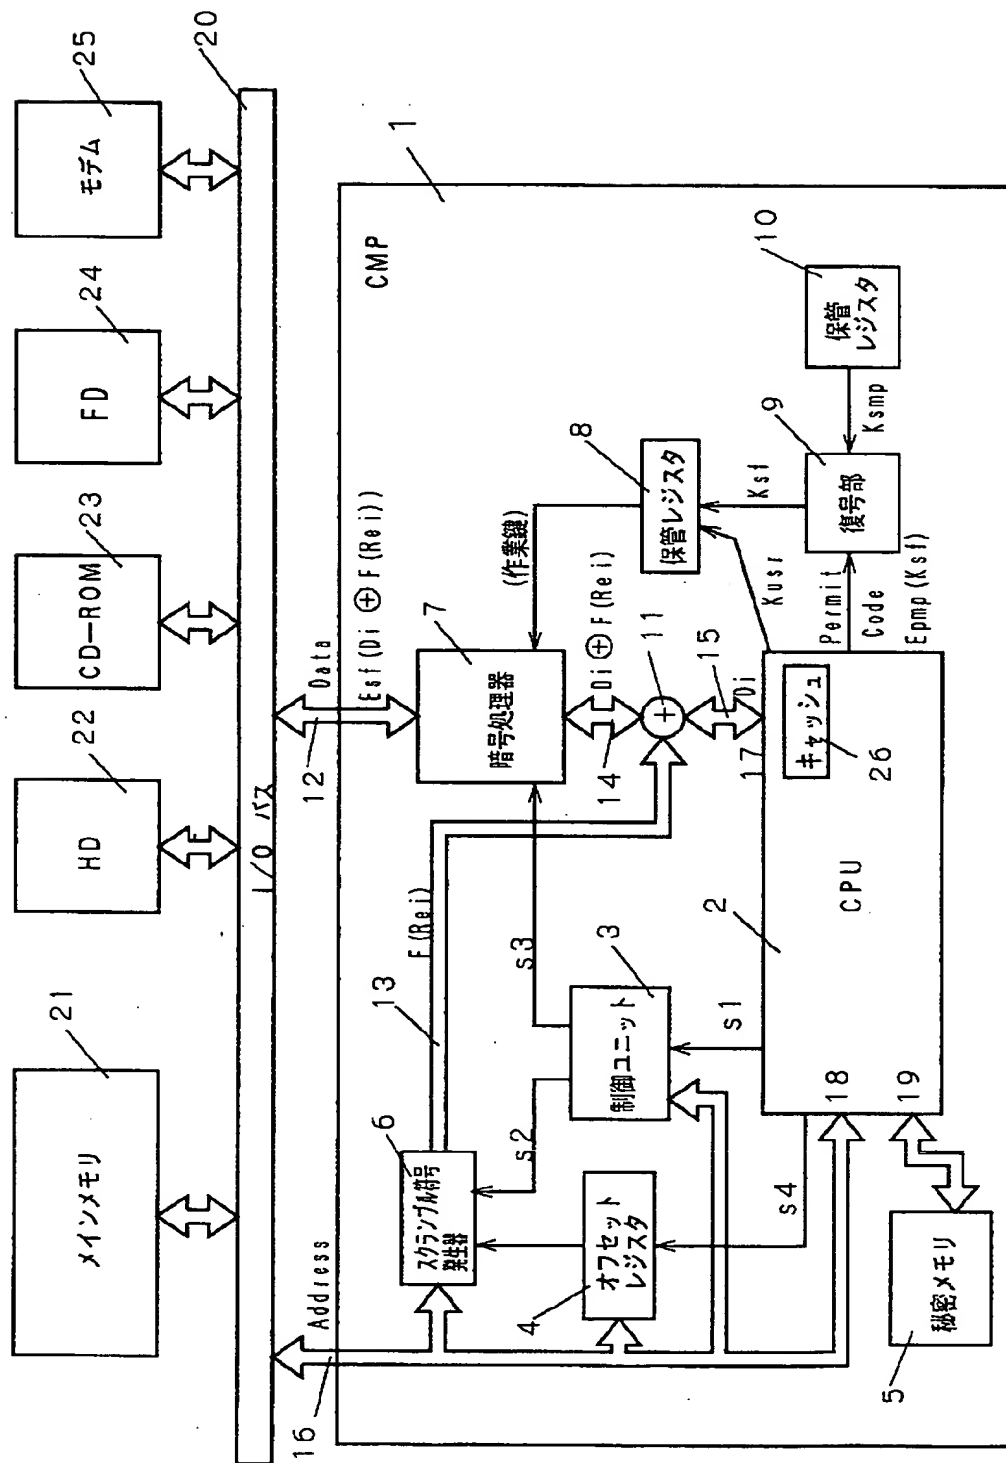 メインメモリ
21
HD
22
CD-ROM
23
FD
24
モデム
25
20
I/O バス
16
Address
12
Data
Esf(Di ⊕ F(Rei))
CMP
1
スクランブル符号
発生器
6
13
F(Rei)
暗号処理器
7
(作業鍵)
保管レジスタ
8
14
Di ⊕ F(Rei)
11
15
Di
17
オフセット
レジスタ
4
s2
制御ユニット
3
s3
s1
s4
Kusr
Ksf
復号部
9
Ksmp
保管
レジスタ
10
Permit
Code
Epmp(Ksf)
キャッシュ
26
CPU
2
18
19
秘密メモリ
5